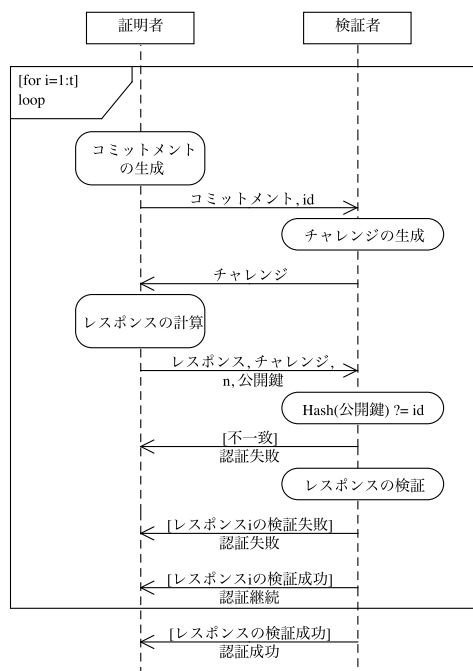 証明者
検証者
[for i=1:t]
loop
コミットメント
の生成
コミットメント, id
チャレンジの生成
チャレンジ
レスポンスの計算
レスポンス, チャレンジ,
n, 公開鍵
Hash(公開鍵) ?= id
[不一致]
認証失敗
レスポンスの検証
[レスポンスiの検証失敗]
認証失敗
[レスポンスiの検証成功]
認証継続
[レスポンスの検証成功]
認証成功